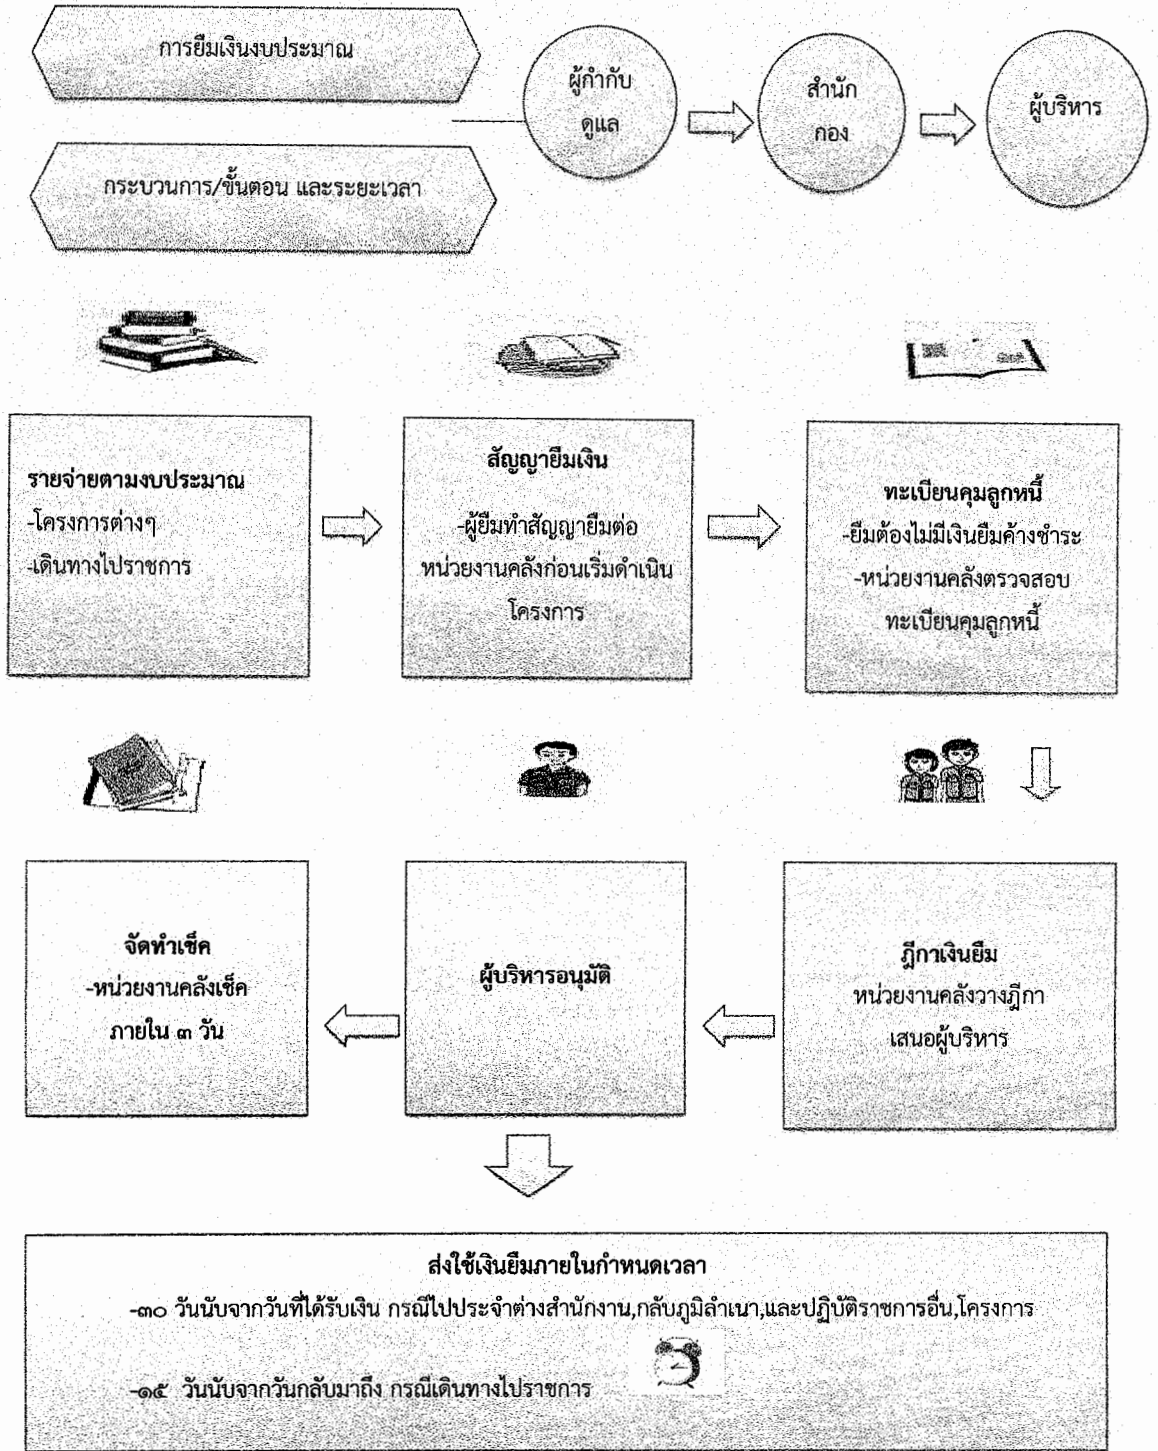 การยืมเงินงบประมาณ
กระบวนการ/ขั้นตอน และระยะเวลา
ผู้กำกับ
ดูแล
สำนัก
กอง
ผู้บริหาร
รายจ่ายตามงบประมาณ
-โครงการต่างๆ
-เดินทางไปราชการ
สัญญายืมเงิน
-ผู้ยืมทำสัญญายืมต่อ
หน่วยงานคลังก่อนเริ่มดำเนิน
โครงการ
ทะเบียนคุมลูกหนี้
-ยืมต้องไม่มีเงินยืมค้างชำระ
-หน่วยงานคลังตรวจสอบ
ทะเบียนคุมลูกหนี้
ฎีกาเงินยืม
หน่วยงานคลังวางฎีกา
เสนอผู้บริหาร
ผู้บริหารอนุมัติ
จัดทำเช็ค
-หน่วยงานคลังเช็ค
ภายใน ๓ วัน
ส่งใช้เงินยืมภายในกำหนดเวลา
-๓๐ วันนับจากวันที่ได้รับเงิน กรณีไปประจำต่างสำนักงาน,กลับภูมิลำเนา,และปฏิบัติราชการอื่น,โครงการ
-๑๕ วันนับจากวันกลับมาถึง กรณีเดินทางไปราชการ